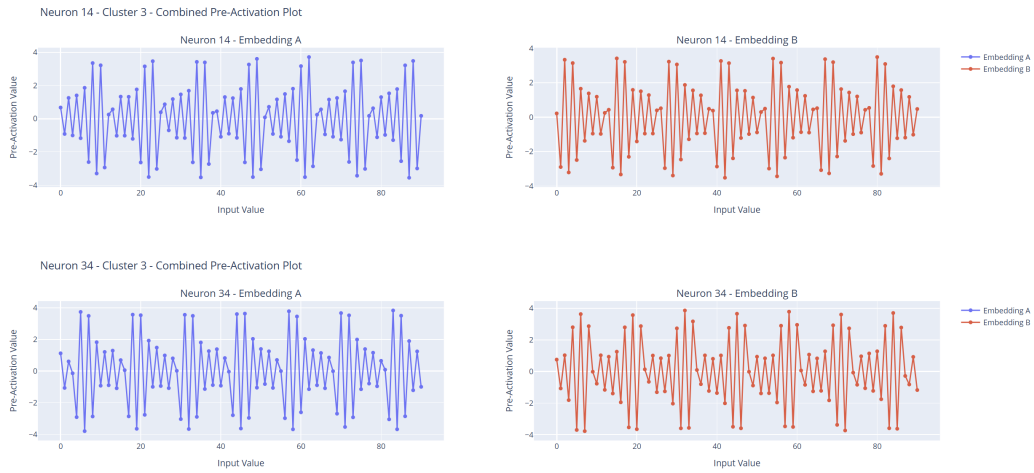 Neuron 14 - Cluster 3 - Combined Pre-Activation Plot
Neuron 14 - Embedding A
Neuron 14 - Embedding B
Pre-Activation Value
4
2
0
−2
−4
0
20
40
60
80
Input Value
Pre-Activation Value
4
2
0
−2
−4
0
20
40
60
80
Input Value
Embedding A
Embedding B
Neuron 34 - Cluster 3 - Combined Pre-Activation Plot
Neuron 34 - Embedding A
Neuron 34 - Embedding B
Pre-Activation Value
4
2
0
−2
−4
0
20
40
60
80
Input Value
Pre-Activation Value
4
2
0
−2
−4
0
20
40
60
80
Input Value
Embedding A
Embedding B